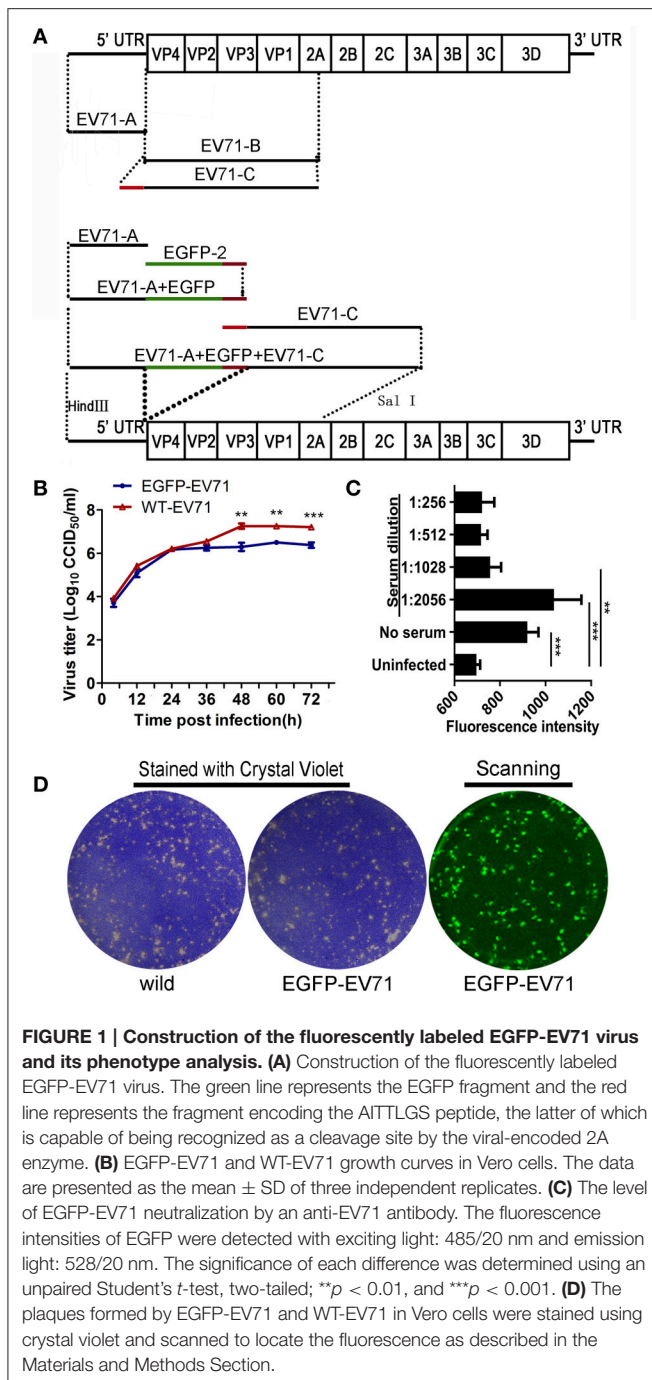 A
5' UTR
VP4 VP2 VP3 VP1 2A 2B 2C 3A 3B 3C 3D
3' UTR
EV71-A
EV71-B
EV71-C
EV71-A
EGFP-2
EV71-A+EGFP
EV71-C
EV71-A+EGFP+EV71-C
HindIII
Sal I
5' UTR
VP4 VP2 VP3 VP1 2A 2B 2C 3A 3B 3C 3D
3' UTR
B
EGFP-EV71
WT-EV71
** ** ***
Virus titer (Log10 CCID50/ml)
8
6
4
2
0
0 12 24 36 48 60 72
Time post infection(h)
C
Serum dilution
1:256
1:512
1:1028
1:2056
No serum
Uninfected
***
***
**
600 800 1000 1200
Fluorescence intensity
D
Stained with Crystal Violet
Scanning
wild
EGFP-EV71
EGFP-EV71
FIGURE 1 | Construction of the fluorescently labeled EGFP-EV71 virus
and its phenotype analysis. (A) Construction of the fluorescently labeled
EGFP-EV71 virus. The green line represents the EGFP fragment and the red
line represents the fragment encoding the AITTLGS peptide, the latter of which
is capable of being recognized as a cleavage site by the viral-encoded 2A
enzyme. (B) EGFP-EV71 and WT-EV71 growth curves in Vero cells. The data
are presented as the mean ± SD of three independent replicates. (C) The level
of EGFP-EV71 neutralization by an anti-EV71 antibody. The fluorescence
intensities of EGFP were detected with exciting light: 485/20 nm and emission
light: 528/20 nm. The significance of each difference was determined using an
unpaired Student's t-test, two-tailed; **p < 0.01, and ***p < 0.001. (D) The
plaques formed by EGFP-EV71 and WT-EV71 in Vero cells were stained using
crystal violet and scanned to locate the fluorescence as described in the
Materials and Methods Section.